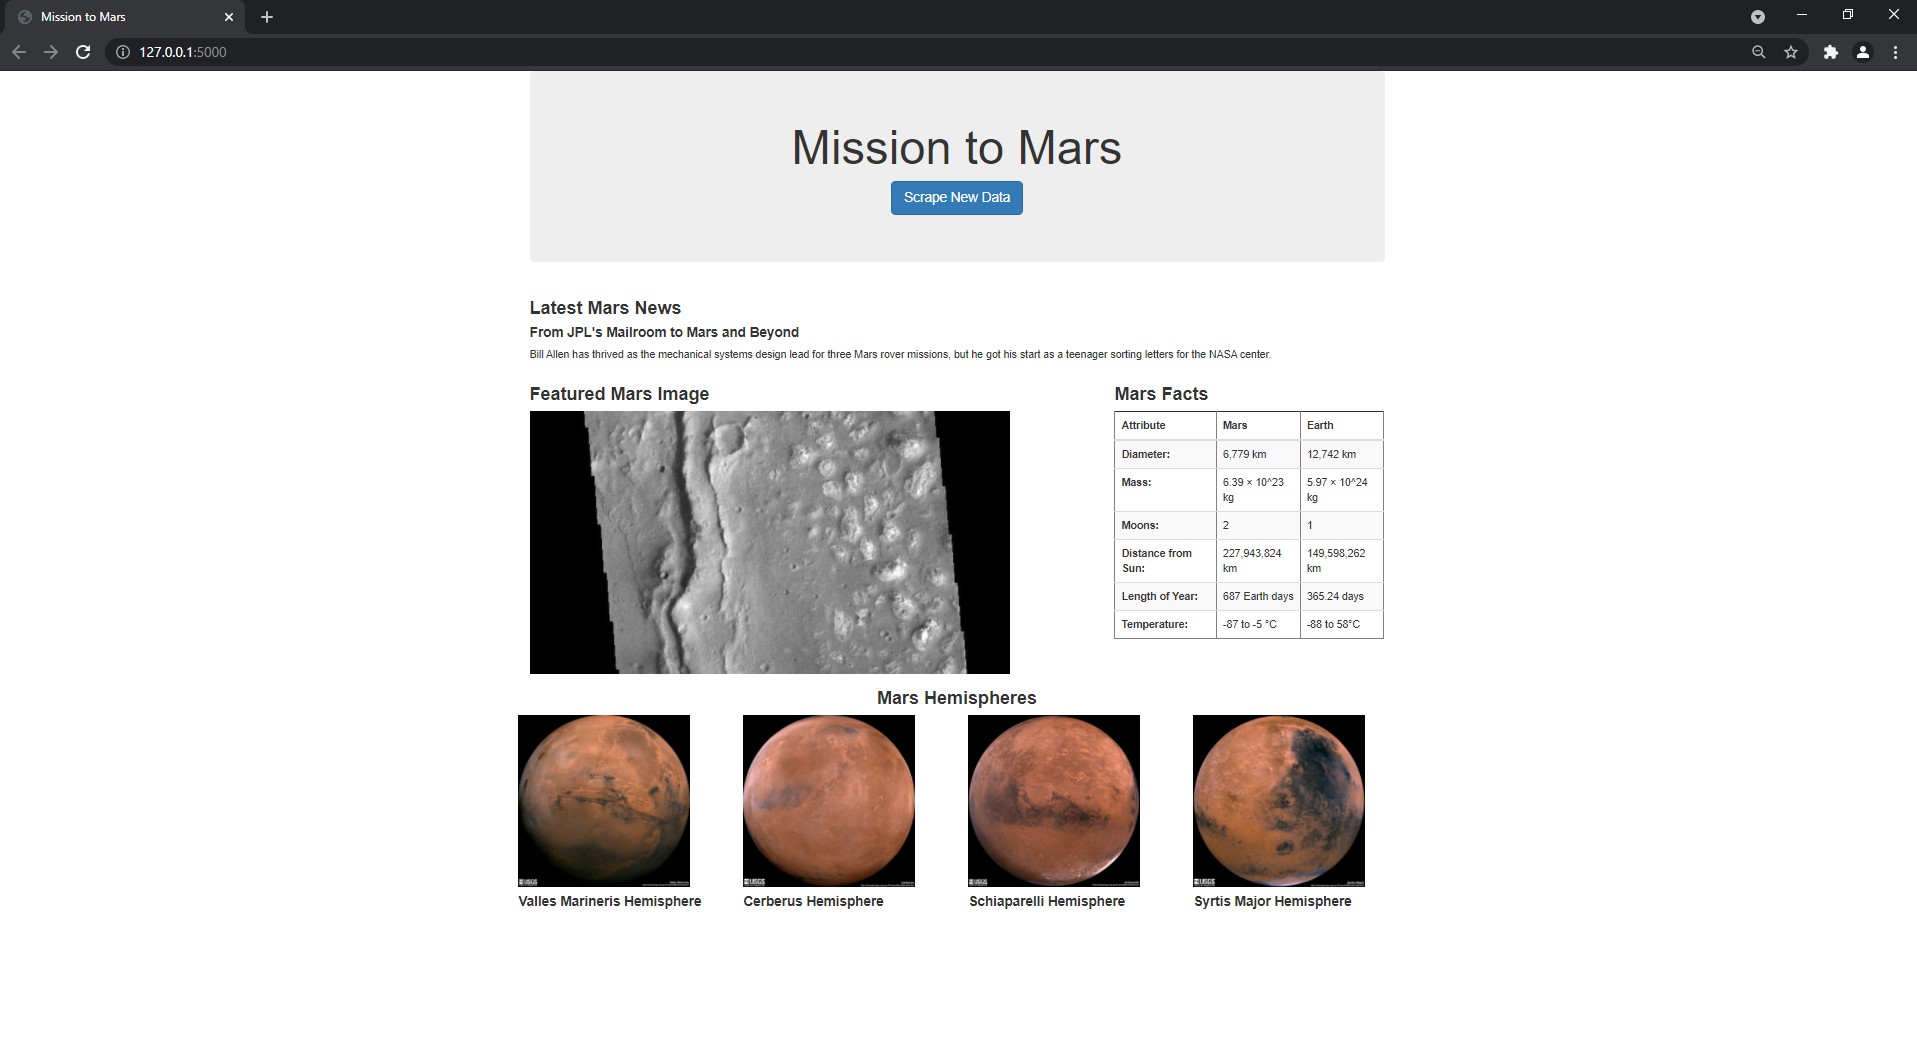 Mission to Mars
127.0.0.1:5000
Mission to Mars
Scrape New Data
Latest Mars News
From JPL's Mailroom to Mars and Beyond
Bill Allen has thrived as the mechanical systems design lead for three Mars rover missions, but he got his start as a teenager sorting letters for the NASA center.
Featured Mars Image
Mars Facts
Attribute Mars Earth
Diameter: 6,779 km 12,742 km
Mass: 6.39 × 10^23 kg 5.97 × 10^24 kg
Moons: 2 1
Distance from Sun: 227,943,824 km 149,598,262 km
Length of Year: 687 Earth days 365.24 days
Temperature: -87 to -5 °C -88 to 58°C
Mars Hemispheres
USGS USGS USGS USGS
Valles Marineris Hemisphere Cerberus Hemisphere Schiaparelli Hemisphere Syrtis Major Hemisphere